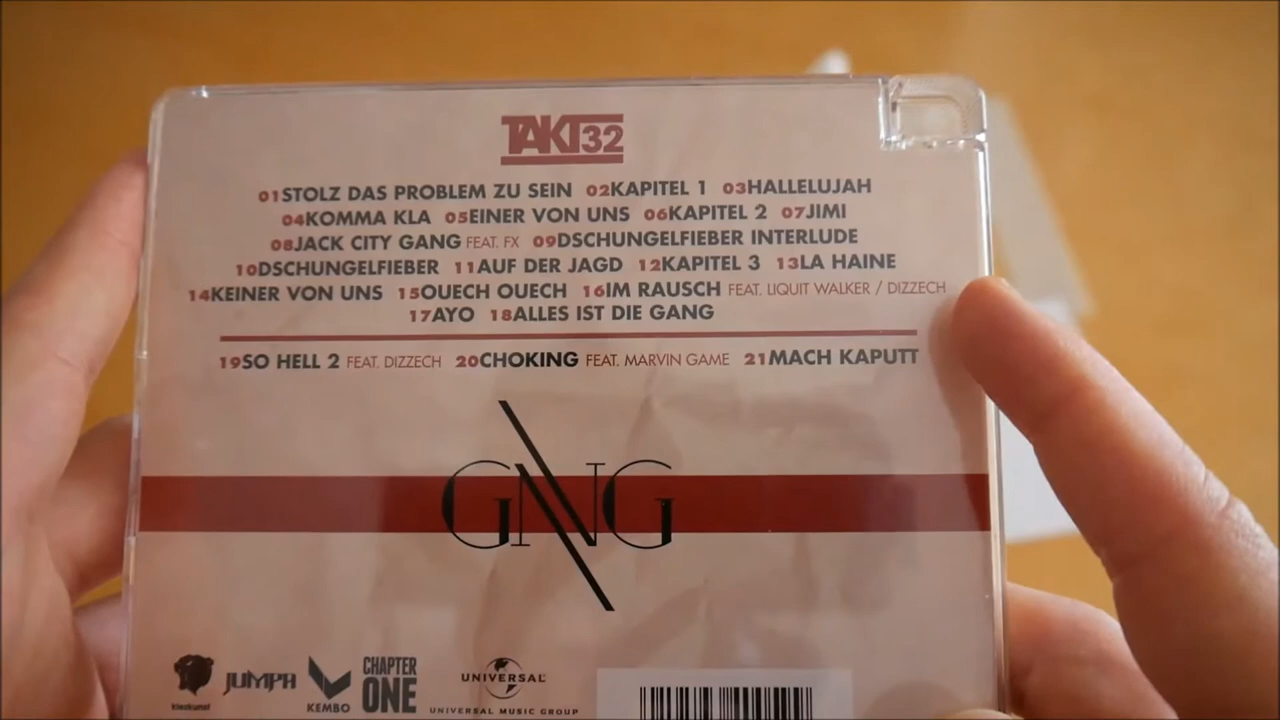 TAKT32
01STOLZ DAS PROBLEM ZU SEIN 02KAPITEL 1 03HALLELUJAH
04KOMMA KLA 05EINER VON UNS 06KAPITEL 2 07JIMI
08JACK CITY GANG FEAT. FX 09DSCHUNGELFIEBER INTERLUDE
10DSCHUNGELFIEBER 11AUF DER JAGD 12KAPITEL 3 13LA HAINE
14KEINER VON UNS 15OUECH OUECH 16IM RAUSCH FEAT. LIQUIT WALKER / DIZZECH
17AYO 18ALLES IST DIE GANG
19SO HELL 2 FEAT. DIZZECH 20CHOKING FEAT. MARVIN GAME 21MACH KAPUTT
GNG
klozkunst JUMPA KEMBO CHAPTER ONE UNIVERSAL
UNIVERSAL MUSIC GROUP